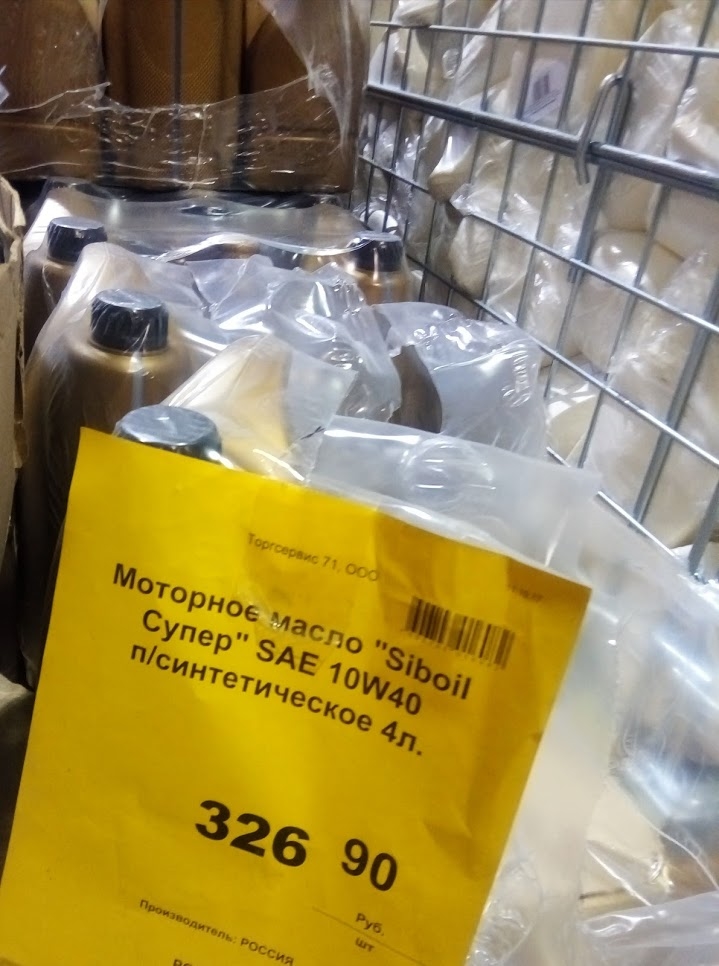 Торгсервис 71, ООО
Моторное масло "Siboil
Супер" SAE 10W40
п/синтетическое 4л.
326 90
Руб.
шт
Производитель: РОССИЯ